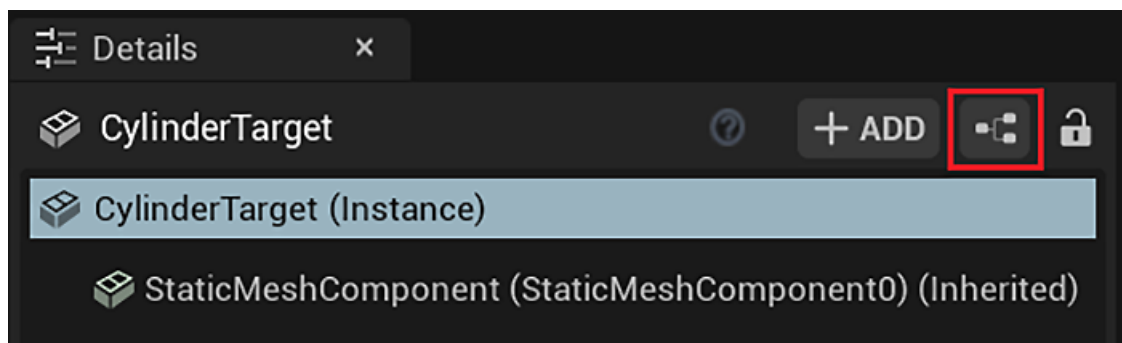 Details
CylinderTarget
+ ADD
CylinderTarget (Instance)
StaticMeshComponent (StaticMeshComponent0) (Inherited)